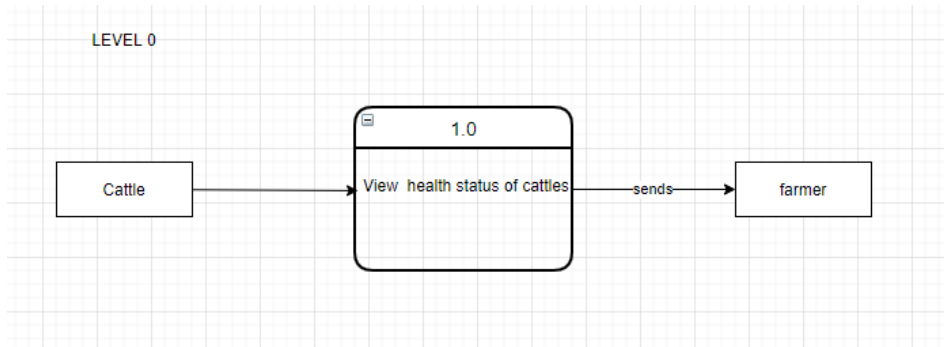 LEVEL 0
1.0
Cattle
View health status of cattles
sends
farmer